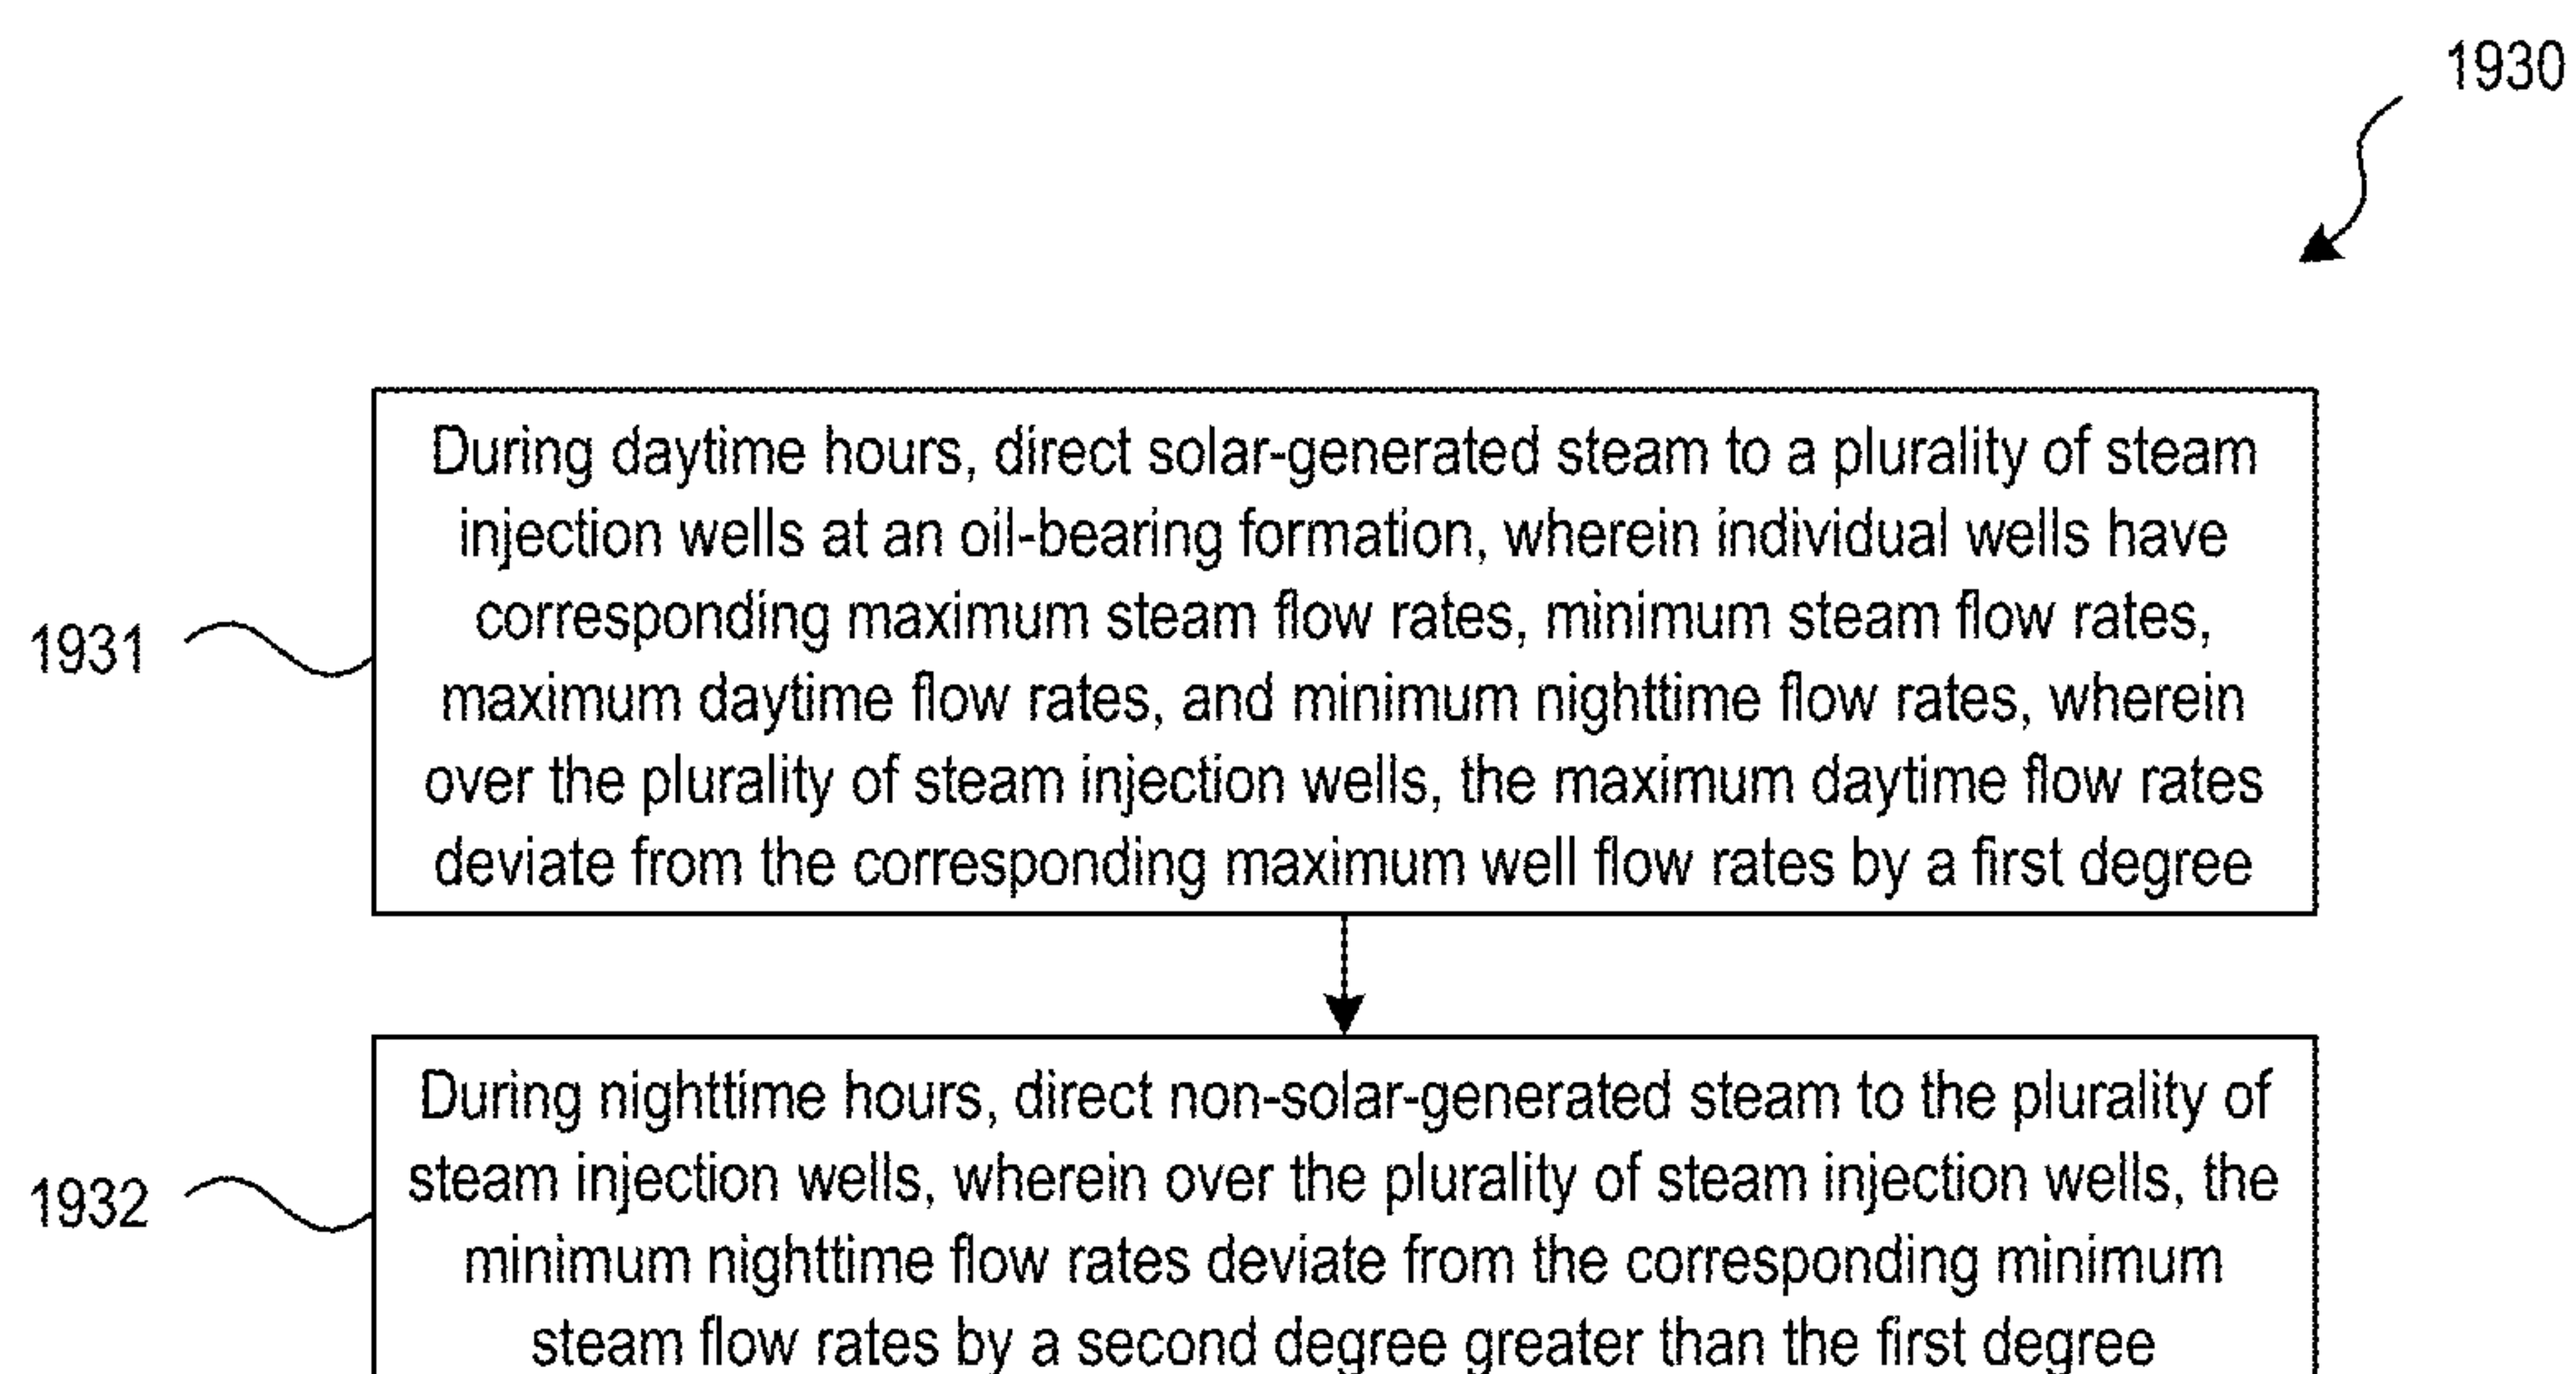 1930
During daytime hours, direct solar-generated steam to a plurality of steam
injection wells at an oil-bearing formation, wherein individual wells have
corresponding maximum steam flow rates, minimum steam flow rates,
1931
maximum daytime flow rates, and minimum nighttime flow rates, wherein
over the plurality of steam injection wells, the maximum daytime flow rates
deviate from the corresponding maximum well flow rates by a first degree
During nighttime hours, direct non-solar-generated steam to the plurality of
steam injection wells, wherein over the plurality of steam injection wells, the
1932
minimum nighttime flow rates deviate from the corresponding minimum
steam flow rates by a second degree greater than the first degree